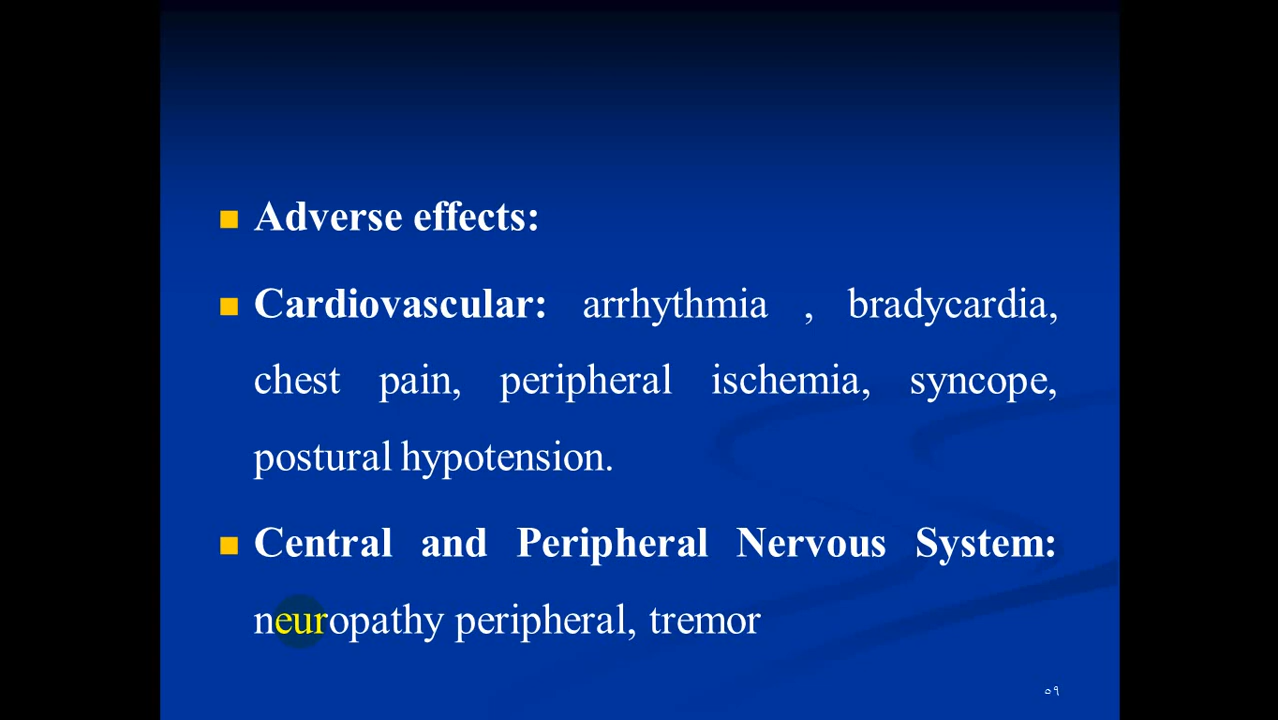 Adverse effects:
Cardiovascular: arrhythmia , bradycardia,
chest pain, peripheral ischemia, syncope,
postural hypotension.
Central and Peripheral Nervous System:
neuropathy peripheral, tremor
٥٩